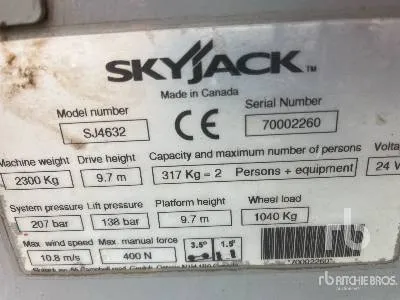 SKYJACK™
Made in Canada
Model number
Serial Number
SJ4632
CE
70002260
Machine weight Drive height Capacity and maximum number of persons
2300 Kg 9.7 m 317 Kg = 2 Persons + equipment 24 V
System pressure Lift pressure Platform height Wheel load
207 bar 138 bar 9.7 m 1040 Kg
Max wind speed Max manual force 3.5° 1.5°
10.8 m/s 400 N
*70002260*
rb RITCHIE BROS